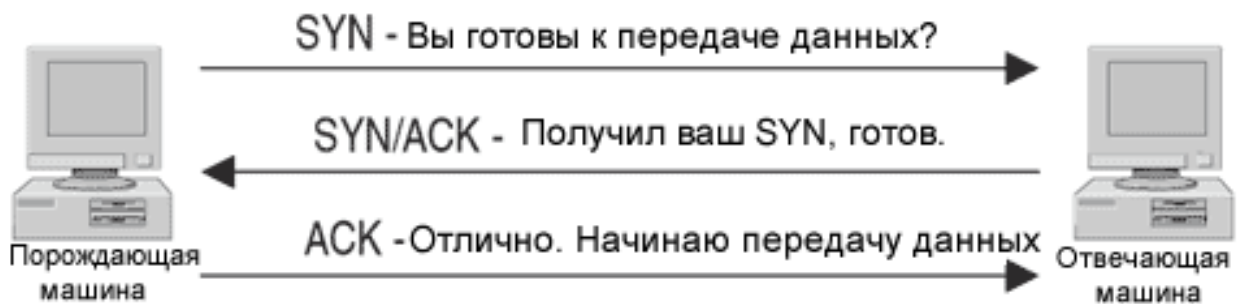 SYN - Вы готовы к передаче данных?
SYN/ACK - Получил ваш SYN, готов.
ACK -Отлично. Начинаю передачу данных
Порождающая
машина
Отвечающая
машина